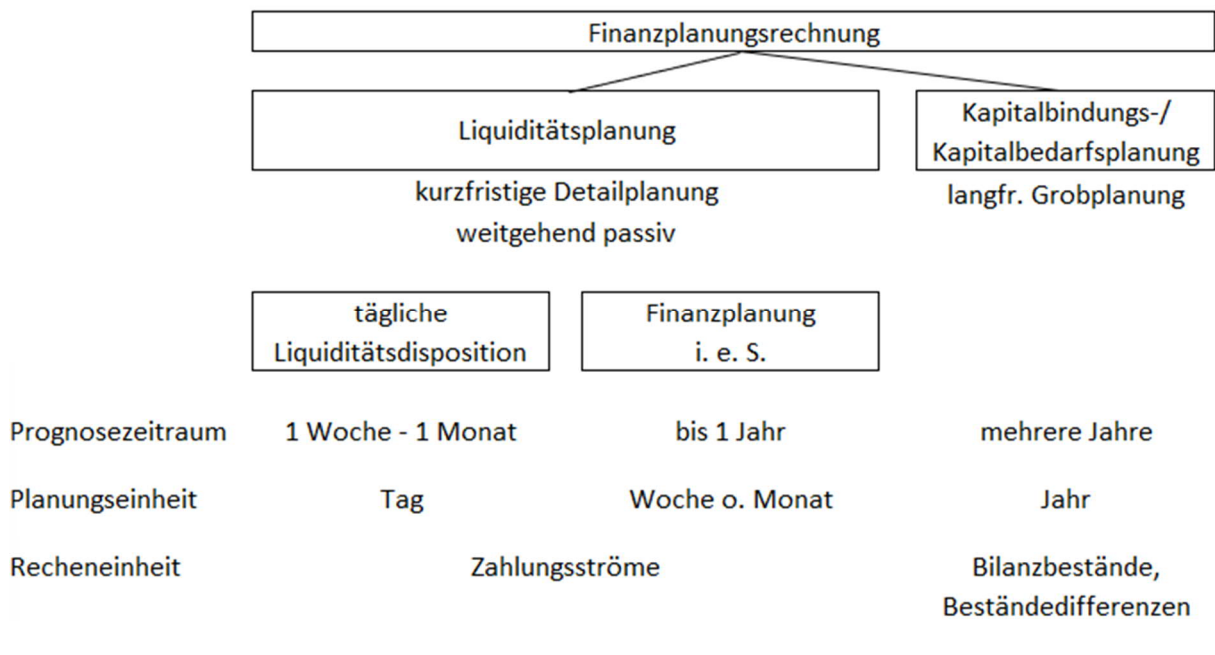 Finanzplanungsrechnung
Liquiditätsplanung
Kapitalbindungs-/
Kapitalbedarfsplanung
kurzfristige Detailplanung
weitgehend passiv
langfr. Grobplanung
tägliche
Liquiditätsdisposition
Finanzplanung
i. e. S.
Prognosezeitraum 1 Woche - 1 Monat bis 1 Jahr mehrere Jahre
Planungseinheit Tag Woche o. Monat Jahr
Recheneinheit Zahlungsströme Bilanzbestände,
Beständedifferenzen